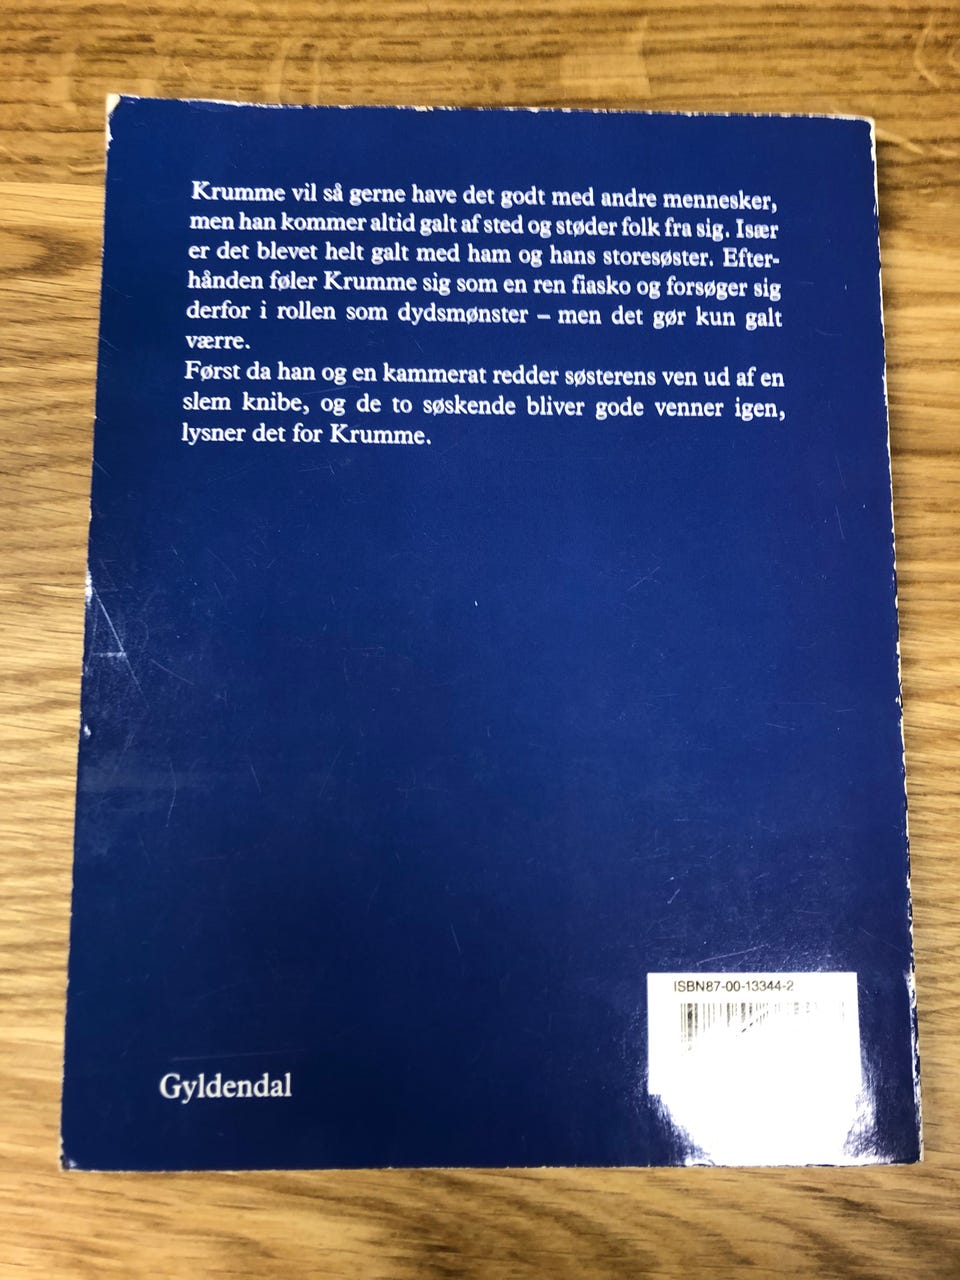 Krumme vil så gerne have det godt med andre mennesker,
men han kommer altid galt af sted og støder folk fra sig. Især
er det blevet helt galt med ham og hans storesøster. Efter-
hånden føler Krumme sig som en ren fiasko og forsøger sig
derfor i rollen som dydsmønster – men det gør kun galt
værre.
Først da han og en kammerat redder søsterens ven ud af en
slem knibe, og de to søskende bliver gode venner igen,
lysner det for Krumme.
ISBN87-00-13344-2
Gyldendal